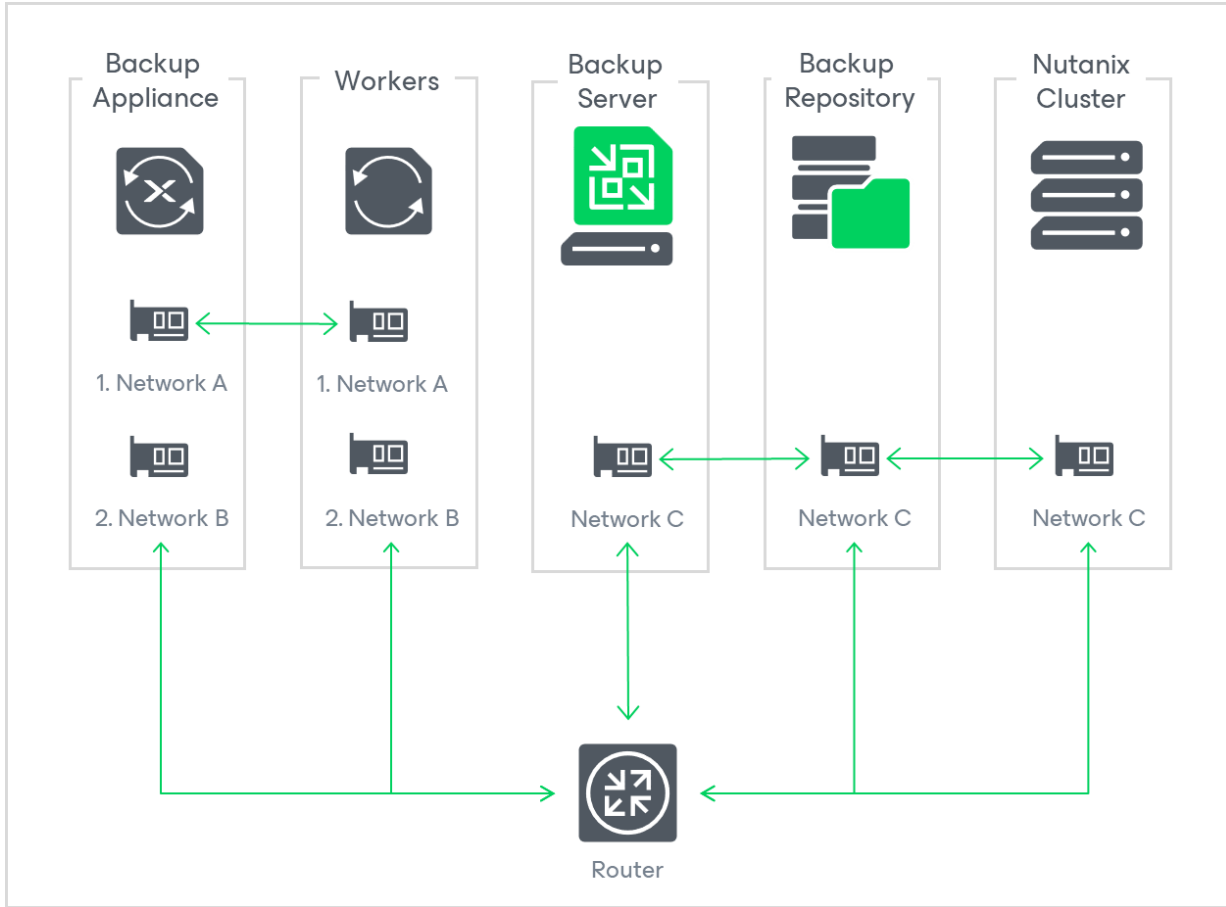 Backup
Appliance
Workers
Backup
Server
Backup
Repository
Nutanix
Cluster
1. Network A
1. Network A
2. Network B
2. Network B
Network C
Network C
Network C
Router